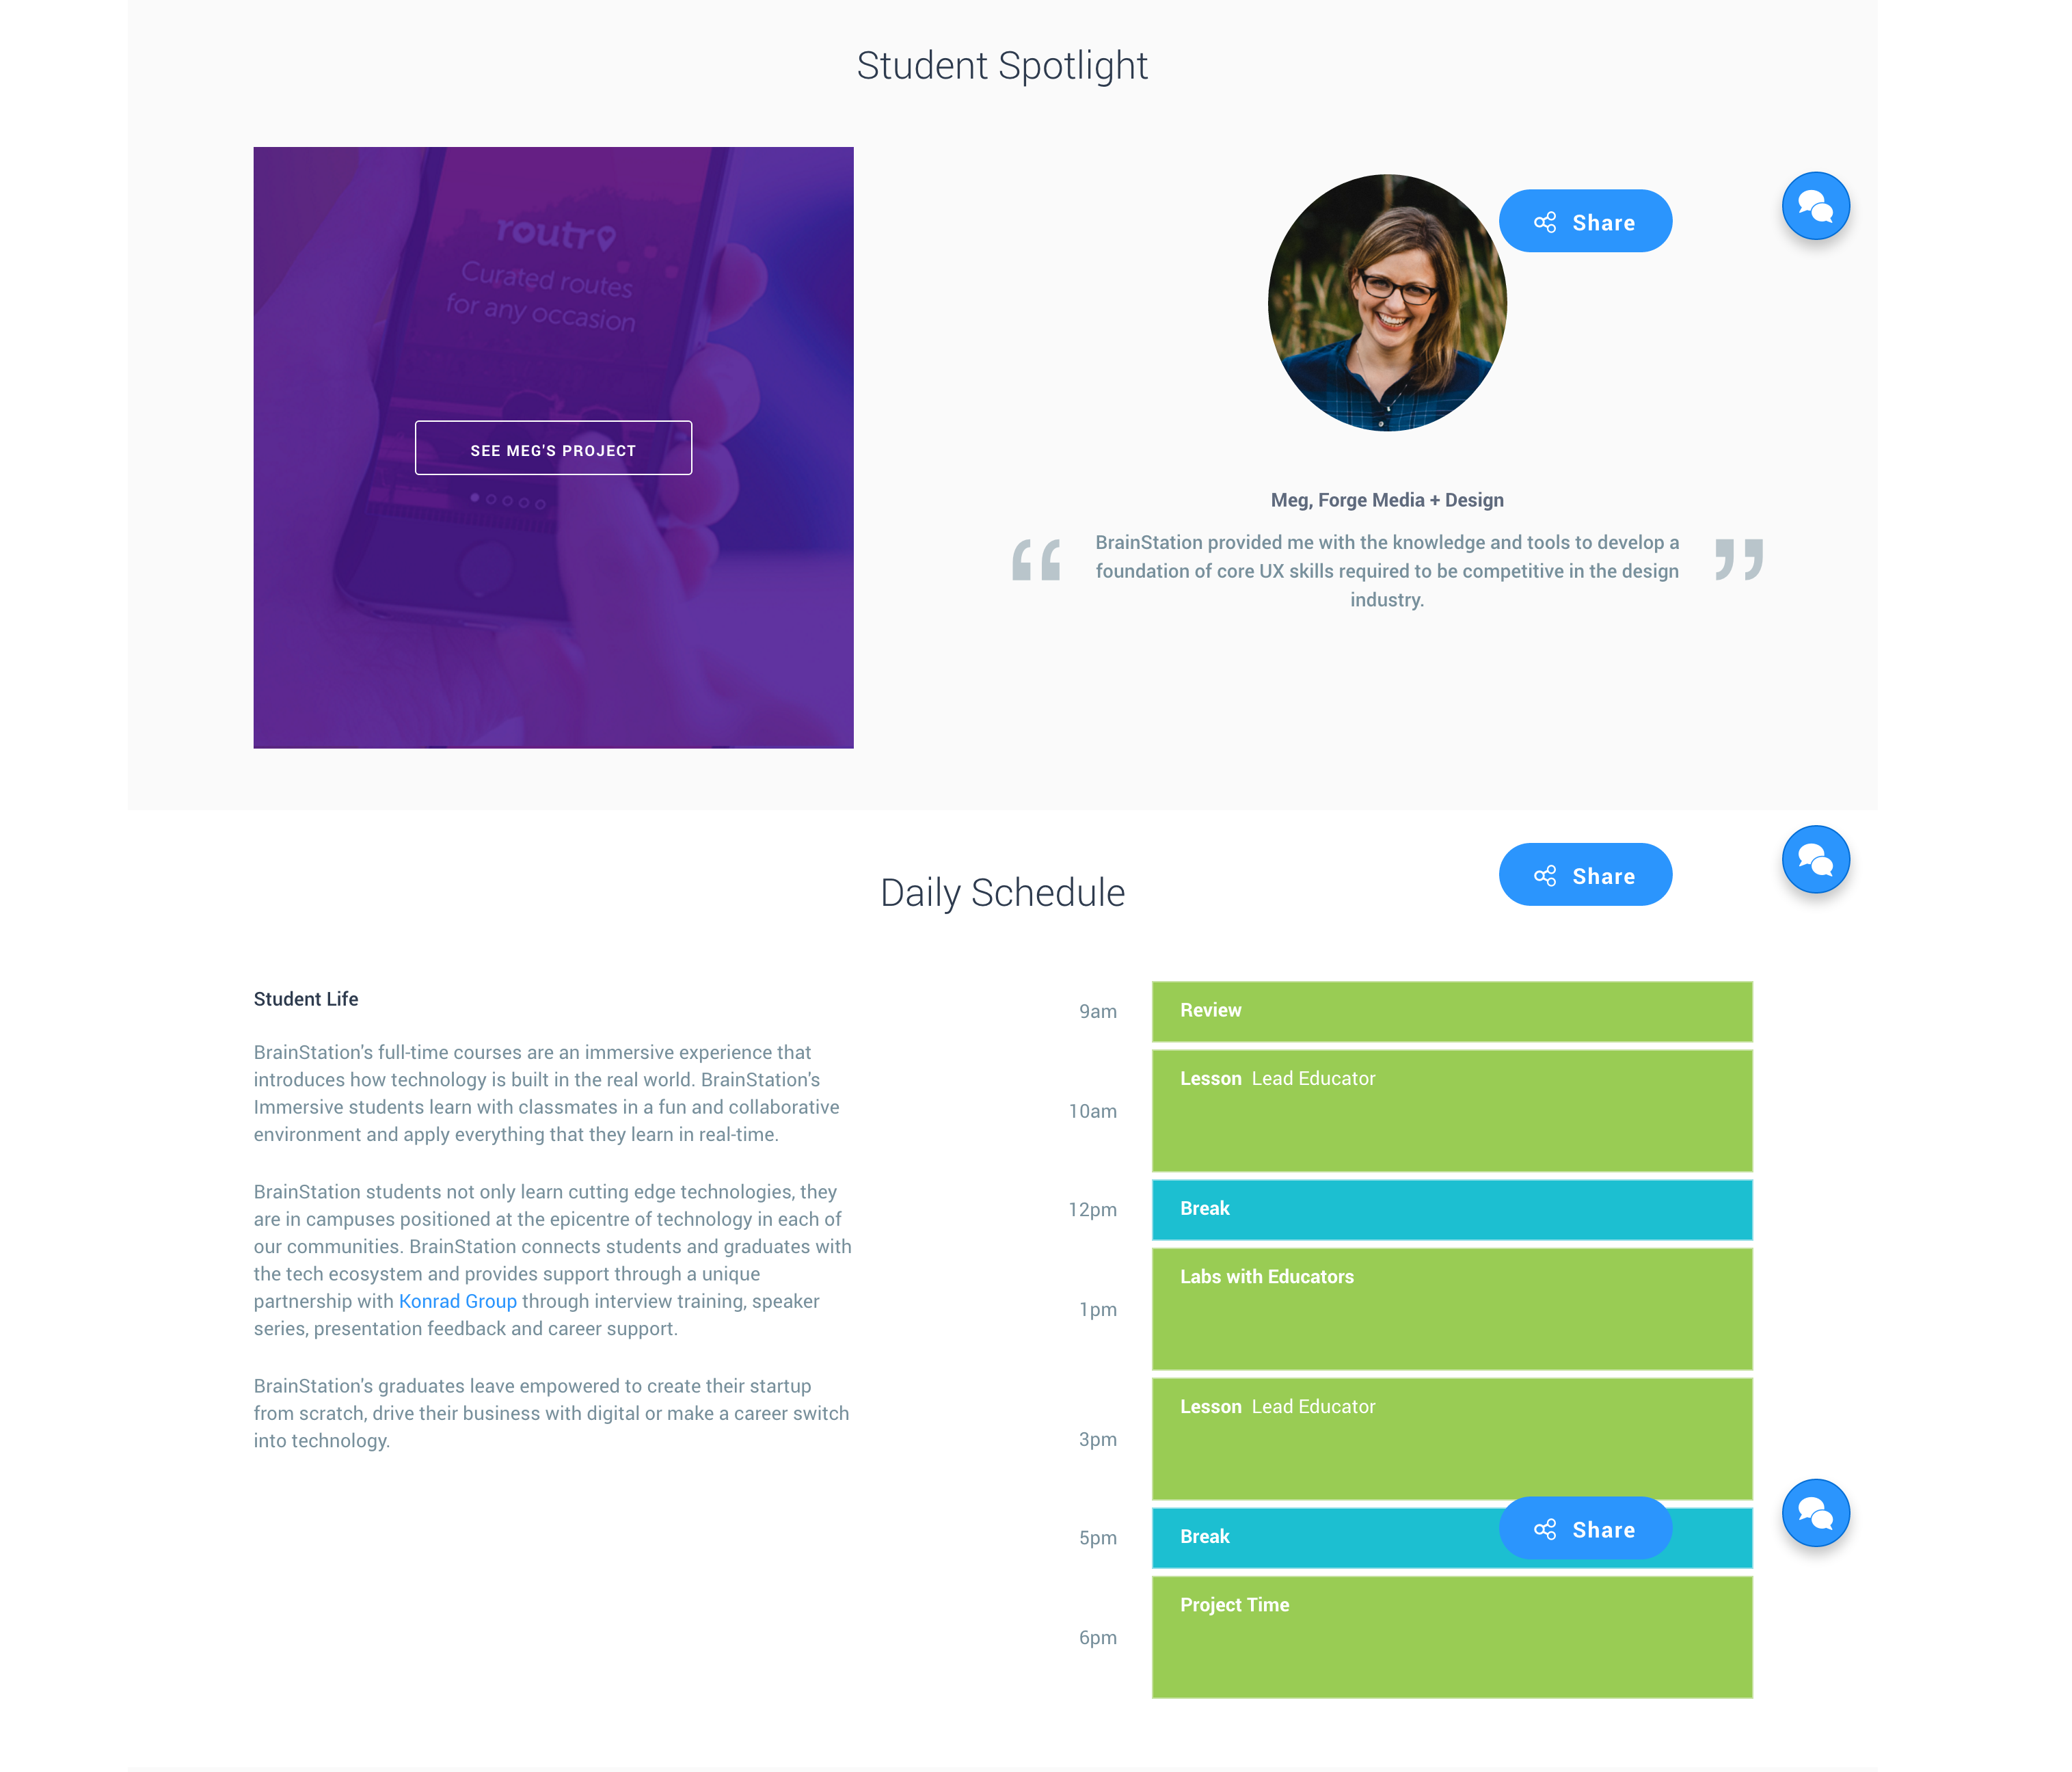 Student Spotlight
routr
Curated routes
for any occasion
SEE MEG'S PROJECT
Share
Meg, Forge Media + Design
“ BrainStation provided me with the knowledge and tools to develop a ”
foundation of core UX skills required to be competitive in the design
industry.
Share
Daily Schedule
Student Life
BrainStation's full-time courses are an immersive experience that
introduces how technology is built in the real world. BrainStation's
Immersive students learn with classmates in a fun and collaborative
environment and apply everything that they learn in real-time.
BrainStation students not only learn cutting edge technologies, they
are in campuses positioned at the epicentre of technology in each of
our communities. BrainStation connects students and graduates with
the tech ecosystem and provides support through a unique
partnership with Konrad Group through interview training, speaker
series, presentation feedback and career support.
BrainStation's graduates leave empowered to create their startup
from scratch, drive their business with digital or make a career switch
into technology.
9am Review
Lesson Lead Educator
10am
12pm Break
Labs with Educators
1pm
Lesson Lead Educator
3pm
5pm Break Share
Project Time
6pm